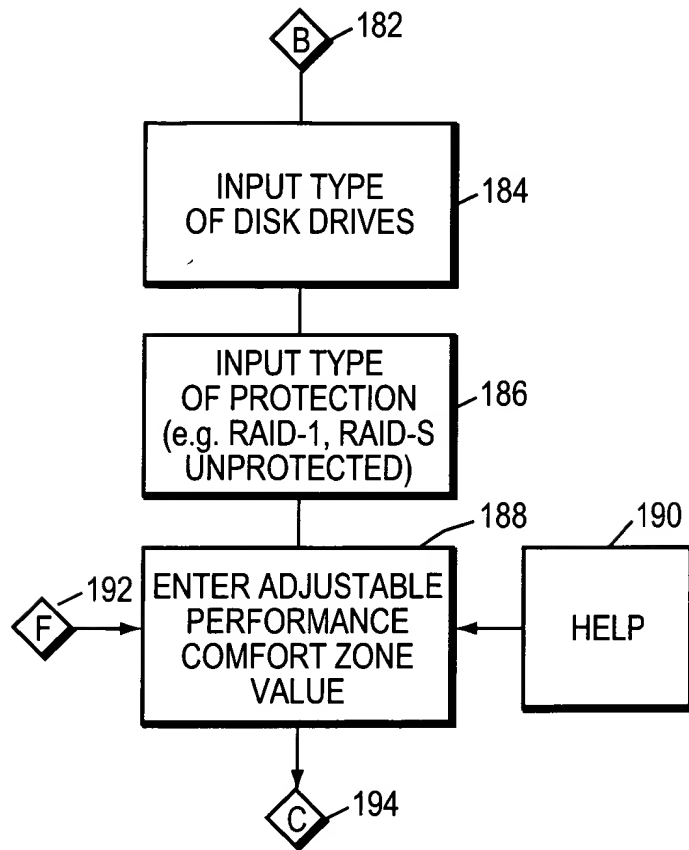 B
182
INPUT TYPE
OF DISK DRIVES
184
INPUT TYPE
OF PROTECTION
(e.g. RAID-1, RAID-S
UNPROTECTED)
186
188
190
192
F
ENTER ADJUSTABLE
PERFORMANCE
COMFORT ZONE
VALUE
HELP
C
194